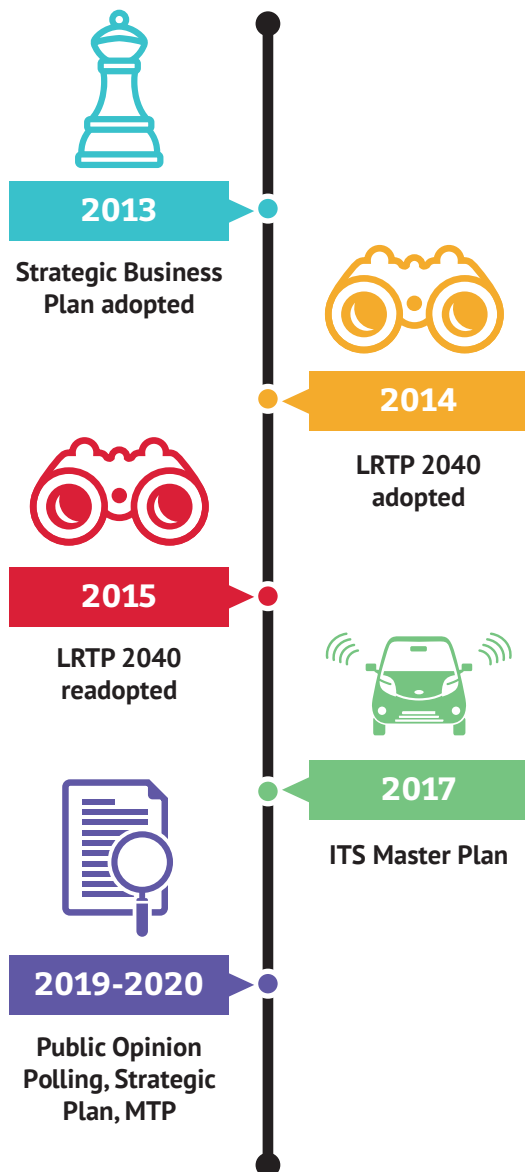 2013
Strategic Business
Plan adopted
2014
LRTP 2040
adopted
2015
LRTP 2040
readopted
2017
ITS Master Plan
2019-2020
Public Opinion
Polling, Strategic
Plan, MTP